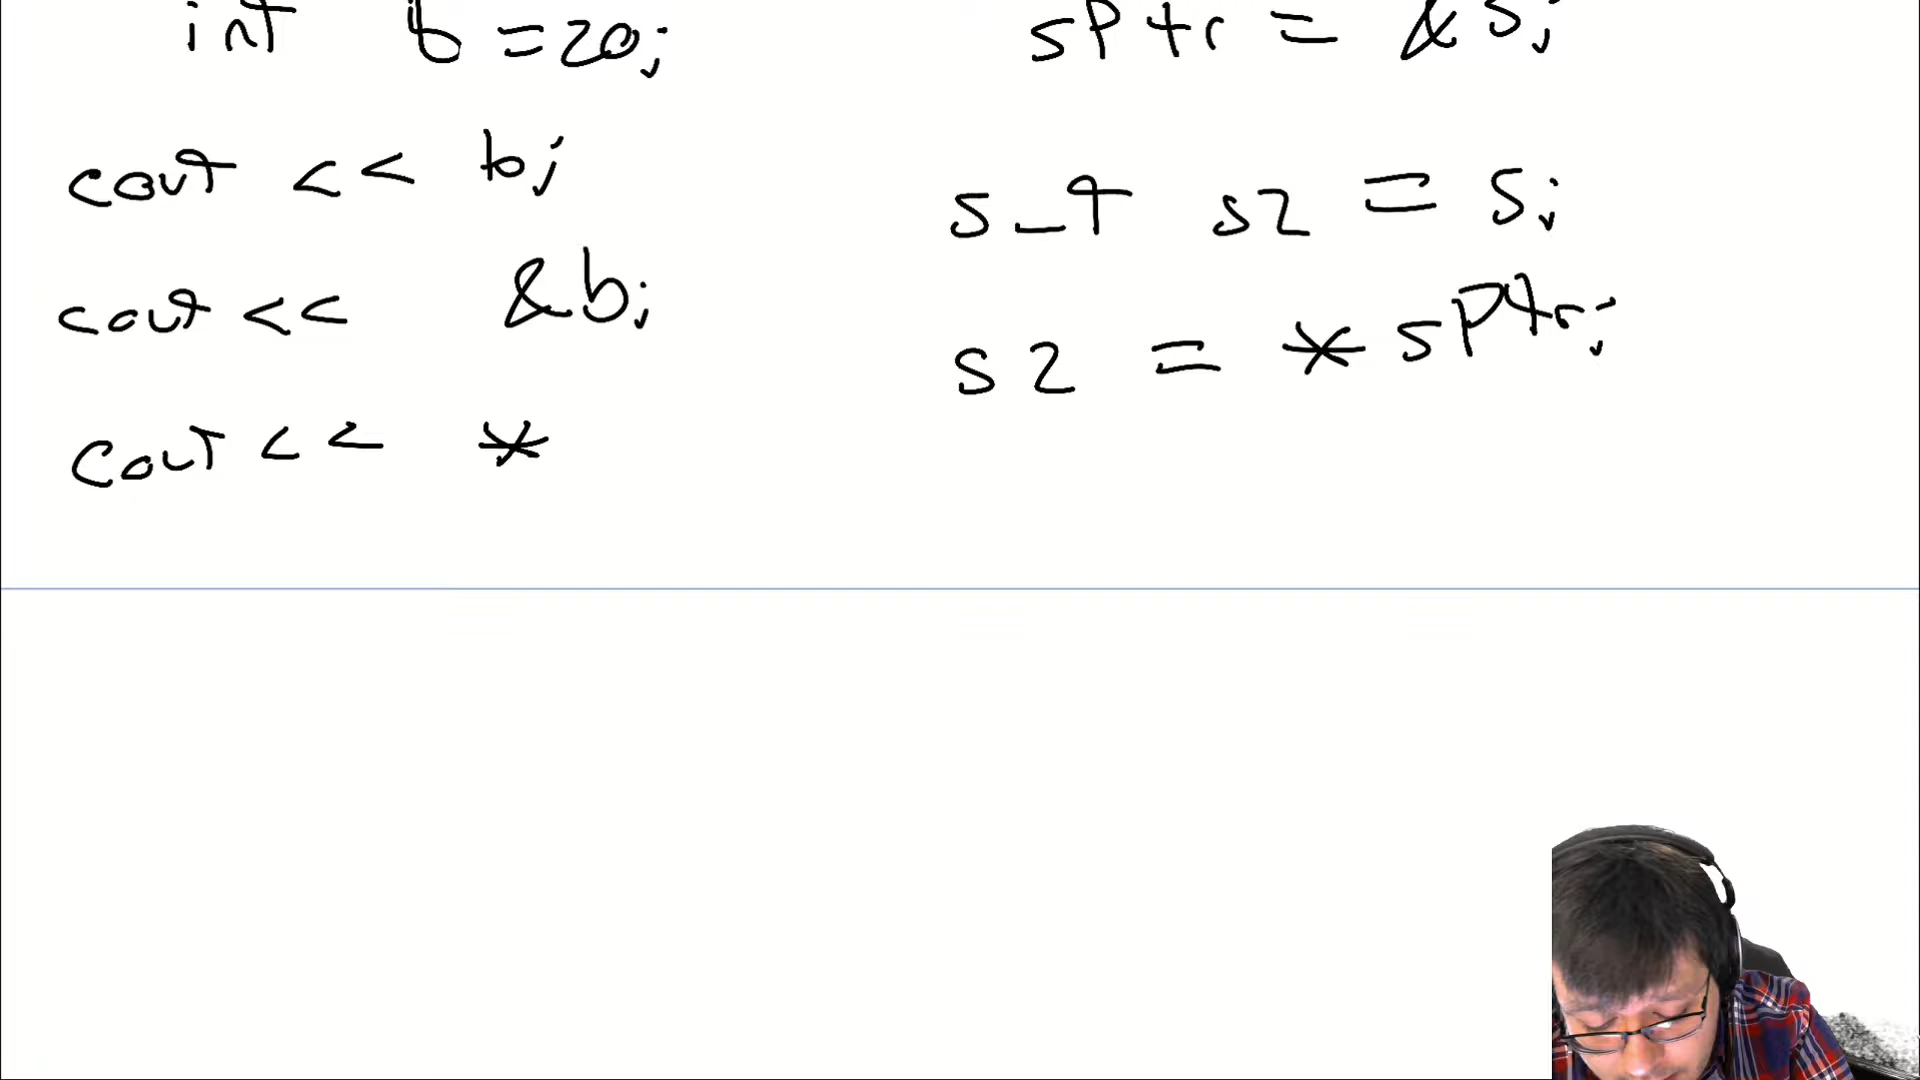 int b = 20;
cout << b;
cout << &b;
cout << *
sPtr = &s;
s_t s2 = s;
s2 = *sPtr;